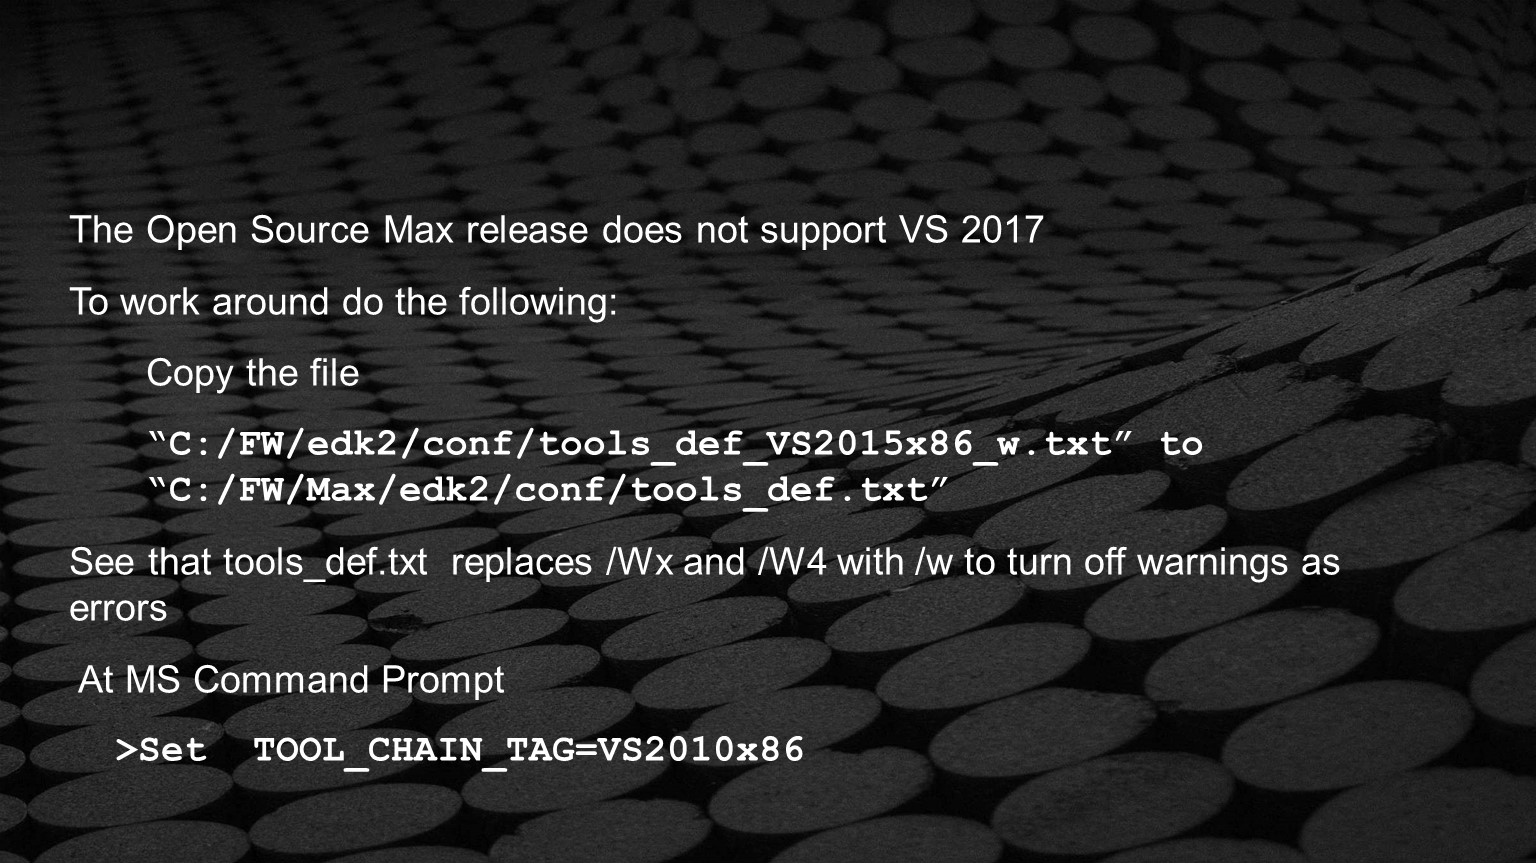 The Open Source Max release does not support VS 2017
To work around do the following:
Copy the file
“C:/FW/edk2/conf/tools_def_VS2015x86_w.txt” to
“C:/FW/Max/edk2/conf/tools_def.txt”
See that tools_def.txt  replaces /Wx and /W4 with /w to turn off warnings as
errors
At MS Command Prompt
>Set  TOOL_CHAIN_TAG=VS2010x86